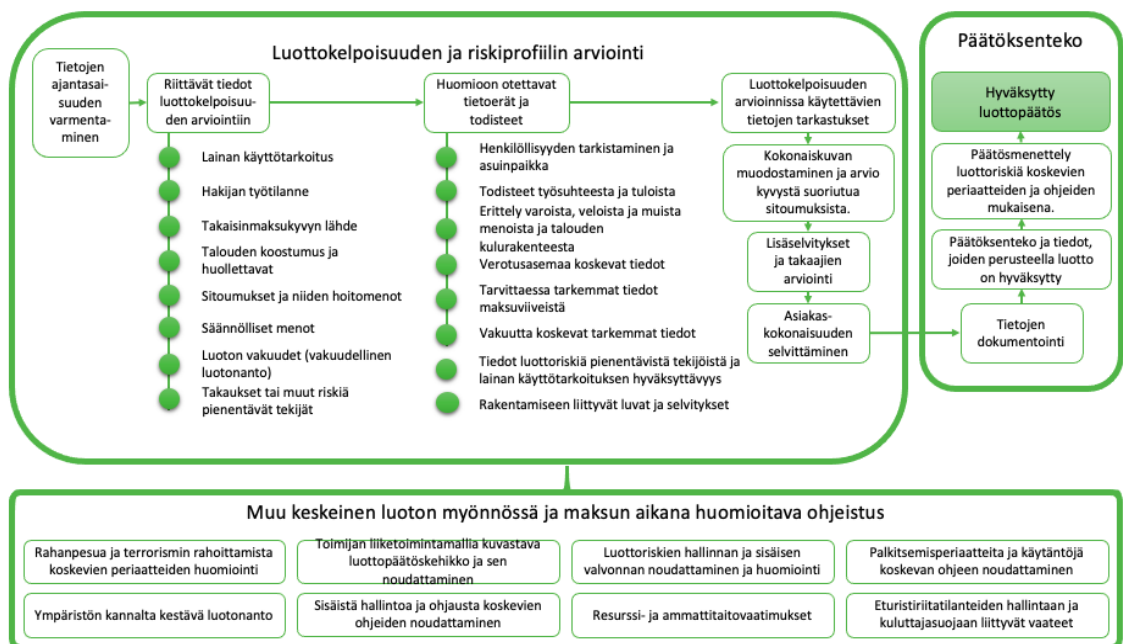 Luottokelpoisuuden ja riskiprofiilin arviointi
Tietojen
ajantasai-
suuden
varmenta-
minen
Riittävät tiedot
luottokelpoisuu-
den arviointiin
Lainan käyttötarkoitus
Hakijan työtilanne
Takaisinmaksukyvyn lähde
Talouden koostumus ja
huollettavat
Sitoumukset ja niiden hoitomenot
Säännölliset menot
Luoton vakuudet (vakuudellinen
luotonanto)
Takaukset tai muut riskiä
pienentävät tekijät
Huomioon otettavat
tietoerät ja
todisteet
Henkilöllisyyden tarkistaminen ja
asuinpaikka
Todisteet työsuhteesta ja tuloista
Erittely varoista, veloista ja muista
menoista ja talouden
kulurakenteesta
Verotusasemaa koskevat tiedot
Tarvittaessa tarkemmat tiedot
maksuviiveistä
Vakuutta koskevat tarkemmat tiedot
Tiedot luottoriskiä pienentävistä tekijöistä ja
lainan käyttötarkoituksen hyväksyttävyys
Rakentamiseen liittyvät luvat ja selvitykset
Luottokelpoisuuden
arvioinnissa käytettävien
tietojen tarkastukset
Kokonaiskuvan
muodostaminen ja arvio
kyvystä suoriutua
sitoumuksista.
Lisäselvitykset
ja takaajien
arviointi
Asiakas-
kokonaisuuden
selvittäminen
Päätöksenteko
Hyväksytty
luottopäätös
Päätösmenettely
luottoriskiä koskevien
periaatteiden ja ohjeiden
mukaisena.
Päätöksenteko ja tiedot,
joiden perusteella luotto
on hyväksytty
Tietojen
dokumentointi
Muu keskeinen luoton myönnössä ja maksun aikana huomioitava ohjeistus
Rahanpesua ja terrorismin rahoittamista
koskevien periaatteiden huomiointi
Toimijan liiketoimintamallia kuvastava
luottopäätöskehikko ja sen
noudattaminen
Luottoriskien hallinnan ja sisäisen
valvonnan noudattaminen ja huomiointi
Palkitsemisperiaatteita ja käytäntöjä
koskevan ohjeen noudattaminen
Ympäristön kannalta kestävä luotonanto
Sisäistä hallintoa ja ohjausta koskevien
ohjeiden noudattaminen
Resurssi- ja ammattitaitovaatimukset
Eturistiriitatilanteiden hallintaan ja
kuluttajasuojaan liittyvät vaateet